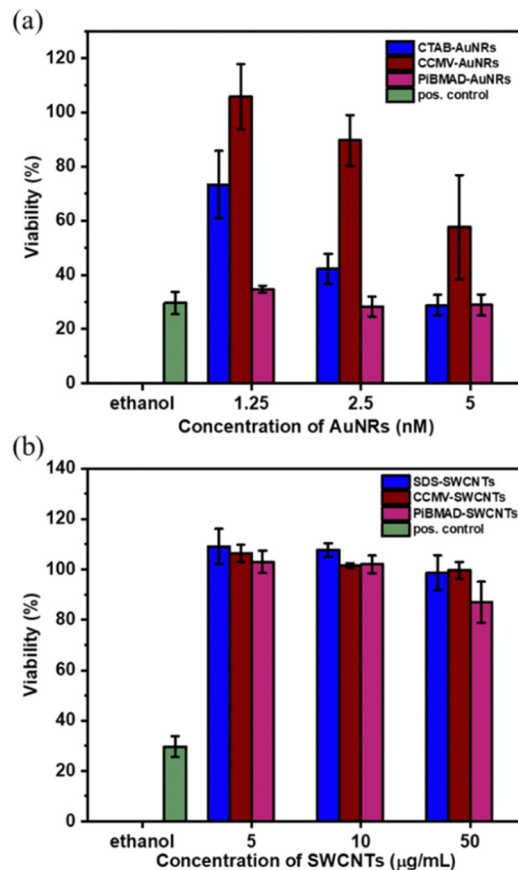 (a)
120
100
80
60
40
20
0
Viability (%)
CTAB-AuNRs
CCMV-AuNRs
PiBMAD-AuNRs
pos. control
ethanol 1.25 2.5 5
Concentration of AuNRs (nM)
(b)
140
120
100
80
60
40
20
0
Viability (%)
SDS-SWCNTs
CCMV-SWCNTs
PiBMAD-SWCNTs
pos. control
ethanol 5 10 50
Concentration of SWCNTs (μg/mL)